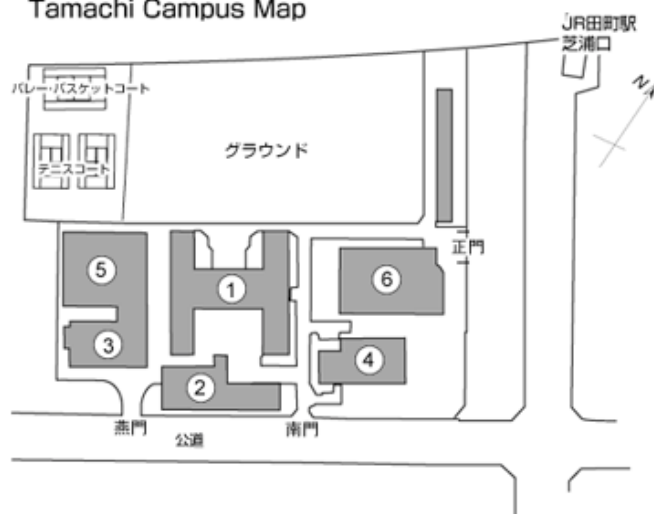 Tamachi Campus Map
JR田町駅
芝浦口
N
バレー・バスケットコート
テニスコート
グラウンド
正門
5
1
6
3
4
2
燕門
公道
南門